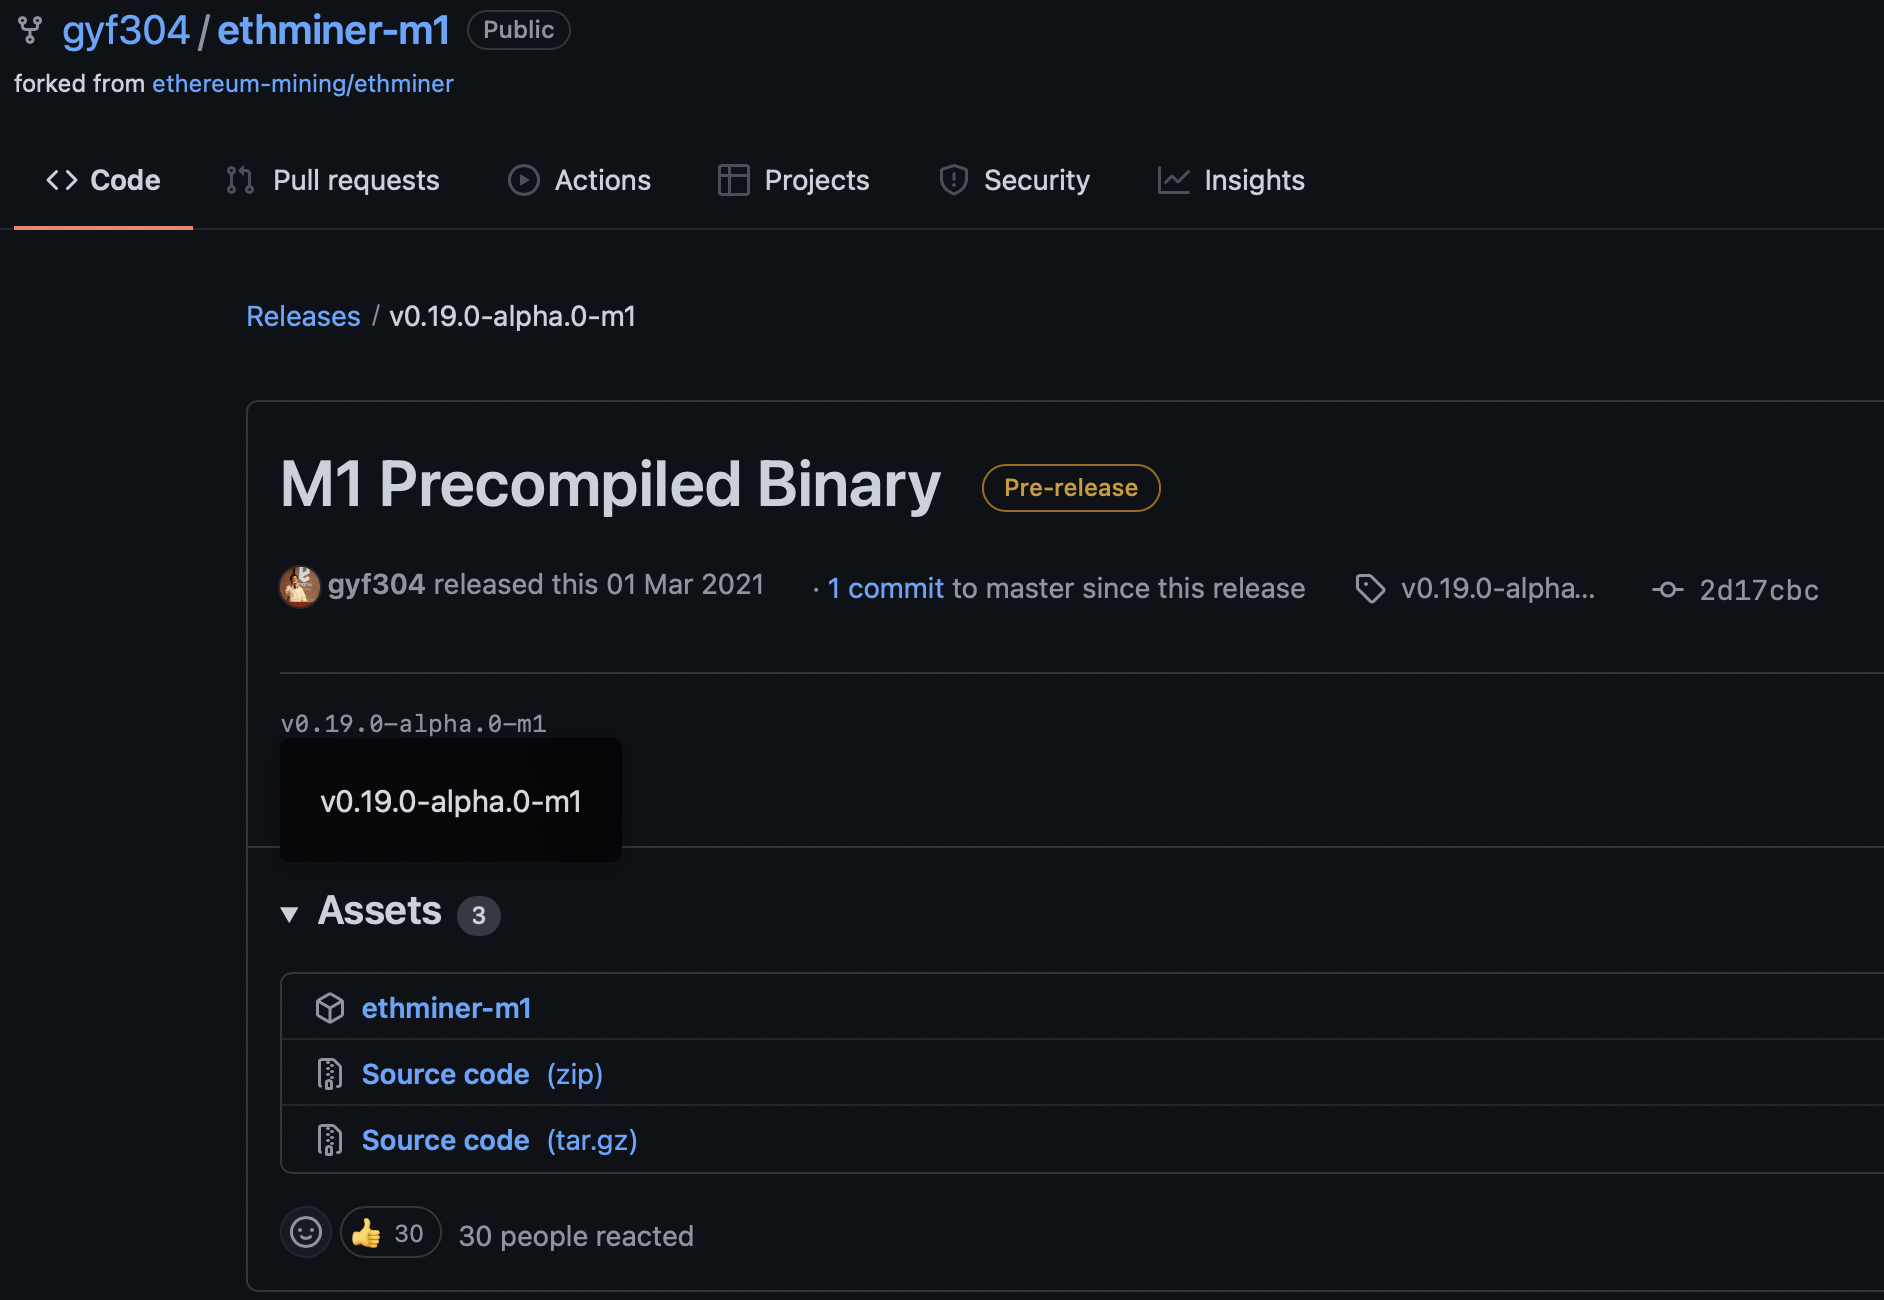 gyf304 / ethminer-m1 Public
forked from ethereum-mining/ethminer
Code Pull requests Actions Projects Security Insights
Releases / v0.19.0-alpha.0-m1
M1 Precompiled Binary Pre-release
gyf304 released this 01 Mar 2021 · 1 commit to master since this release v0.19.0-alpha... 2d17cbc
v0.19.0-alpha.0-m1
v0.19.0-alpha.0-m1
Assets 3
ethminer-m1
Source code (zip)
Source code (tar.gz)
👍 30 30 people reacted